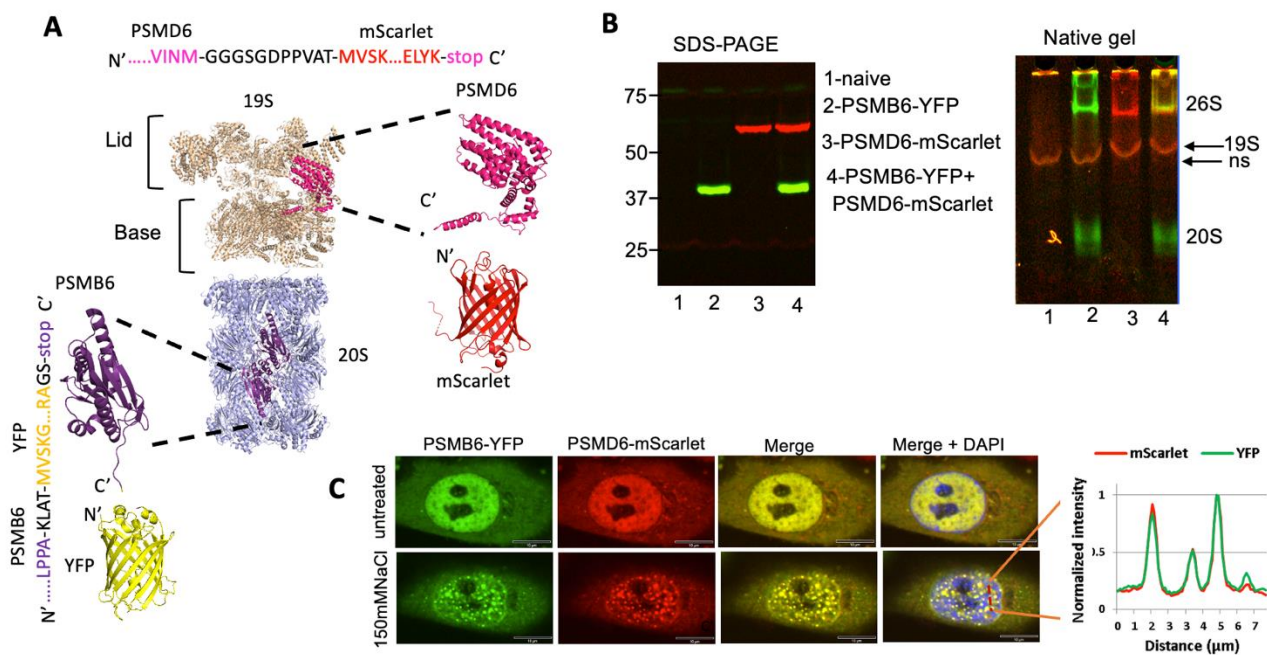 A
PSMD6 mScarlet
N' .....VINM-GGGSGDPPVAT-MVSK...ELYK-stop C'
19S
PSMD6
Lid
Base
C'
N'
mScarlet
PSMB6
20S
N' ......LPPA-KLAT-MVSKG...RAGS-stop C'
PSMB6 YFP
C'
N'
YFP
B
SDS-PAGE
75
50
37
25
1 2 3 4
1-naive
2-PSMB6-YFP
3-PSMD6-mScarlet
4-PSMB6-YFP+
PSMD6-mScarlet
Native gel
26S
19S
ns
20S
1 2 3 4
C
PSMB6-YFP PSMD6-mScarlet Merge Merge + DAPI
untreated
150mMNaCl
mScarlet YFP
Normalized intensity
1
0.5
0
0 1 2 3 4 5 6 7
Distance (µm)